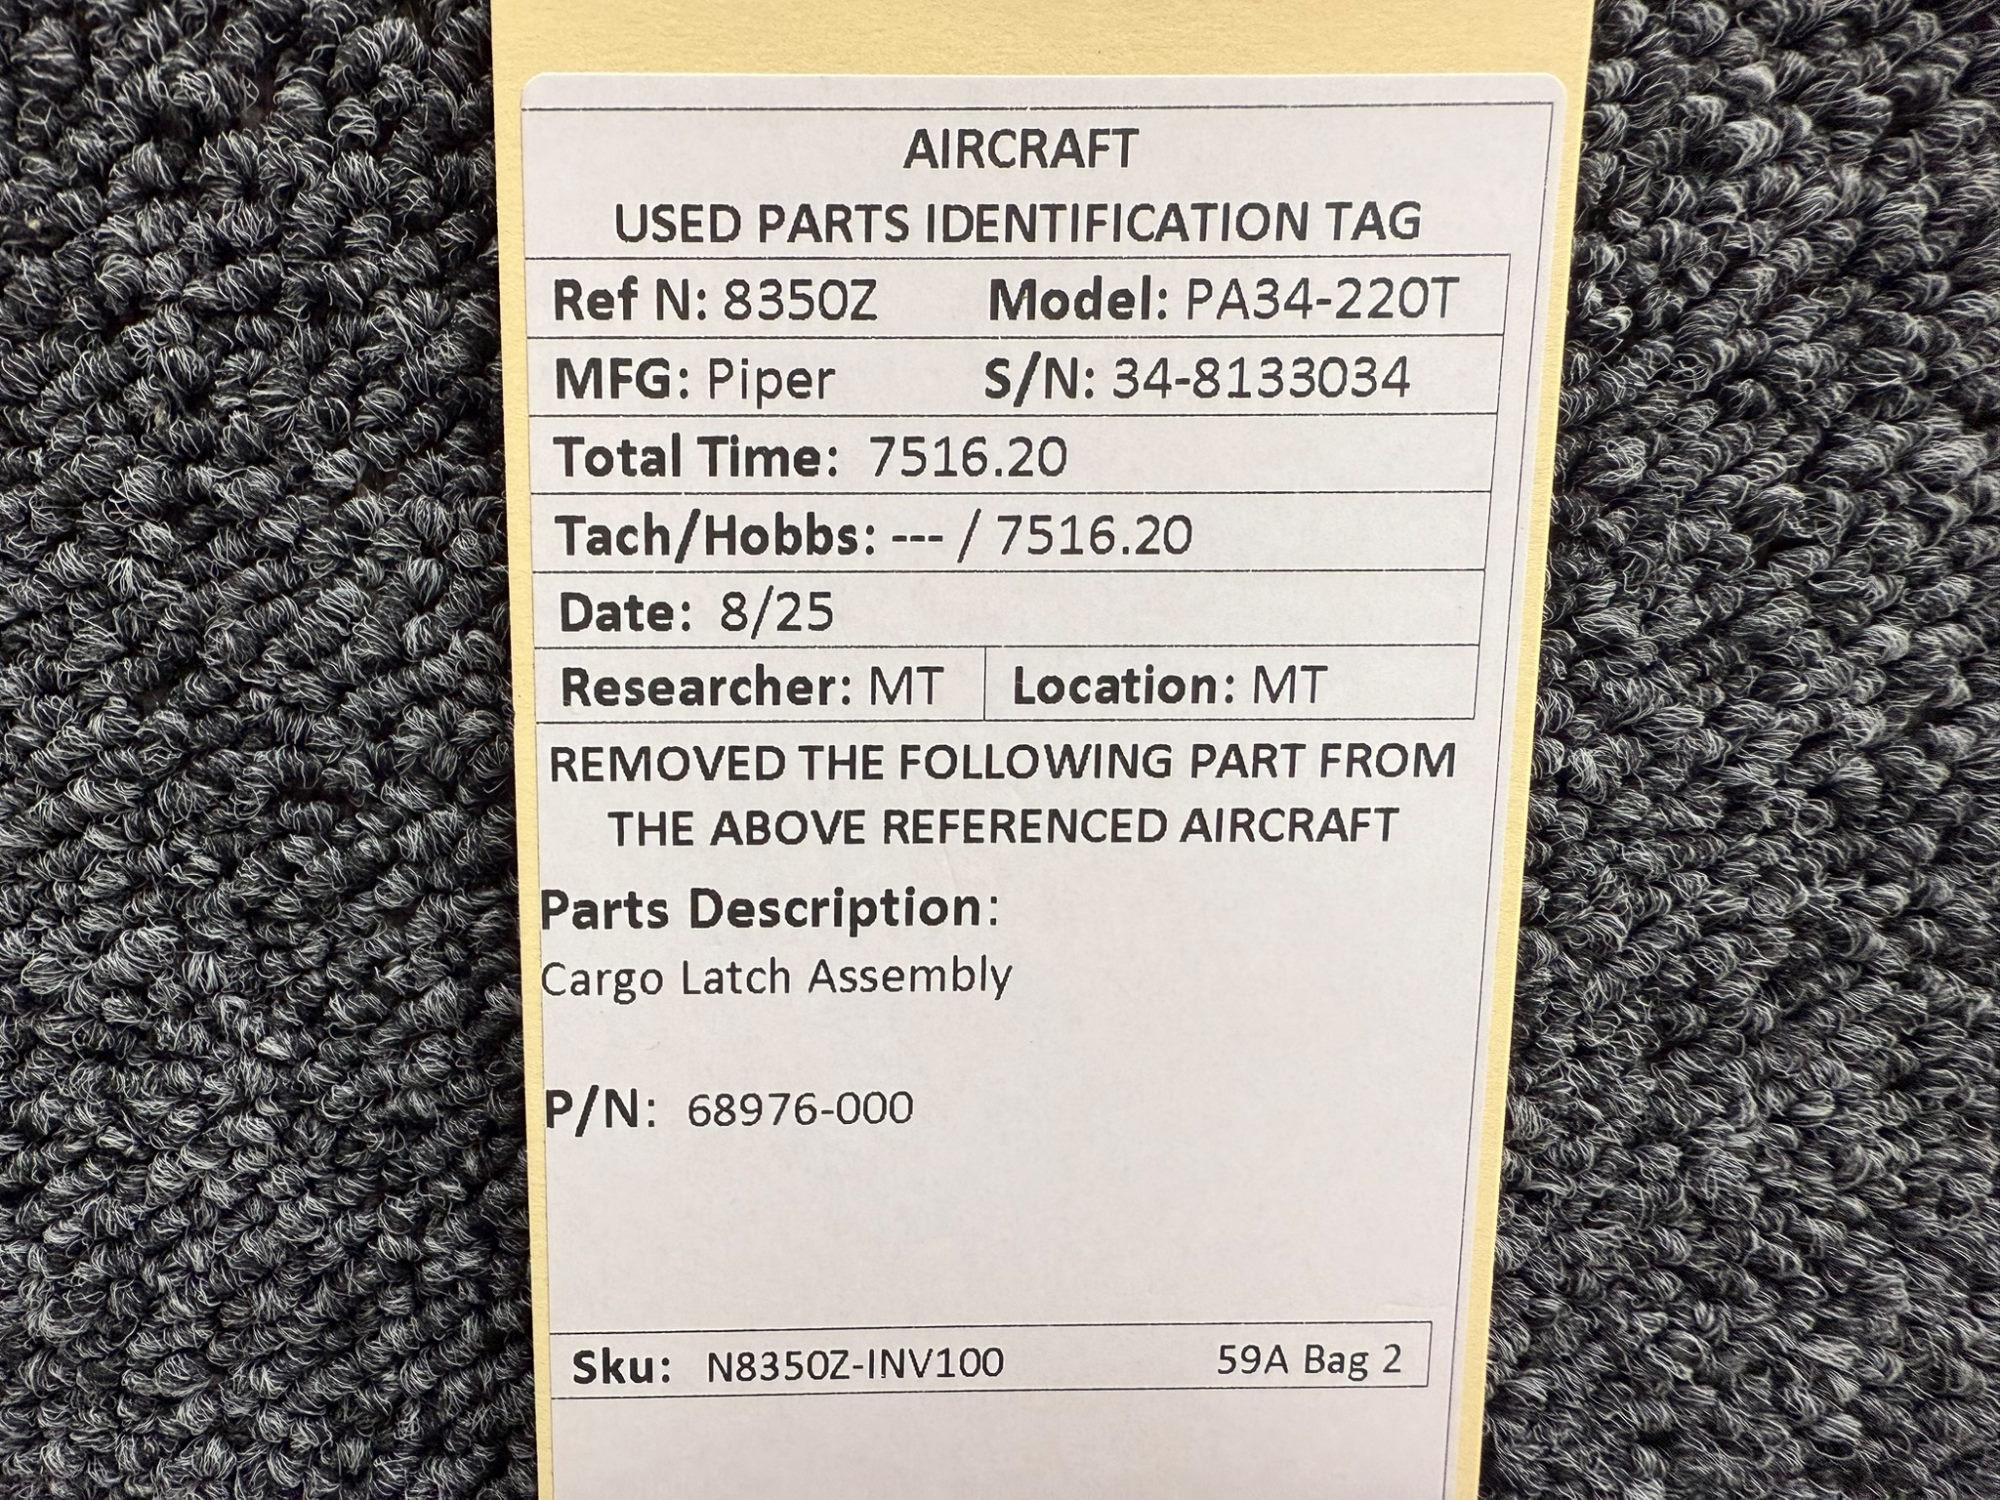 AIRCRAFT
USED PARTS IDENTIFICATION TAG
Ref N: 8350Z Model: PA34-220T
MFG: Piper S/N: 34-8133034
Total Time: 7516.20
Tach/Hobbs: --- / 7516.20
Date: 8/25
Researcher: MT Location: MT
REMOVED THE FOLLOWING PART FROM
THE ABOVE REFERENCED AIRCRAFT
Parts Description:
Cargo Latch Assembly
P/N: 68976-000
Sku: N8350Z-INV100 59A Bag 2